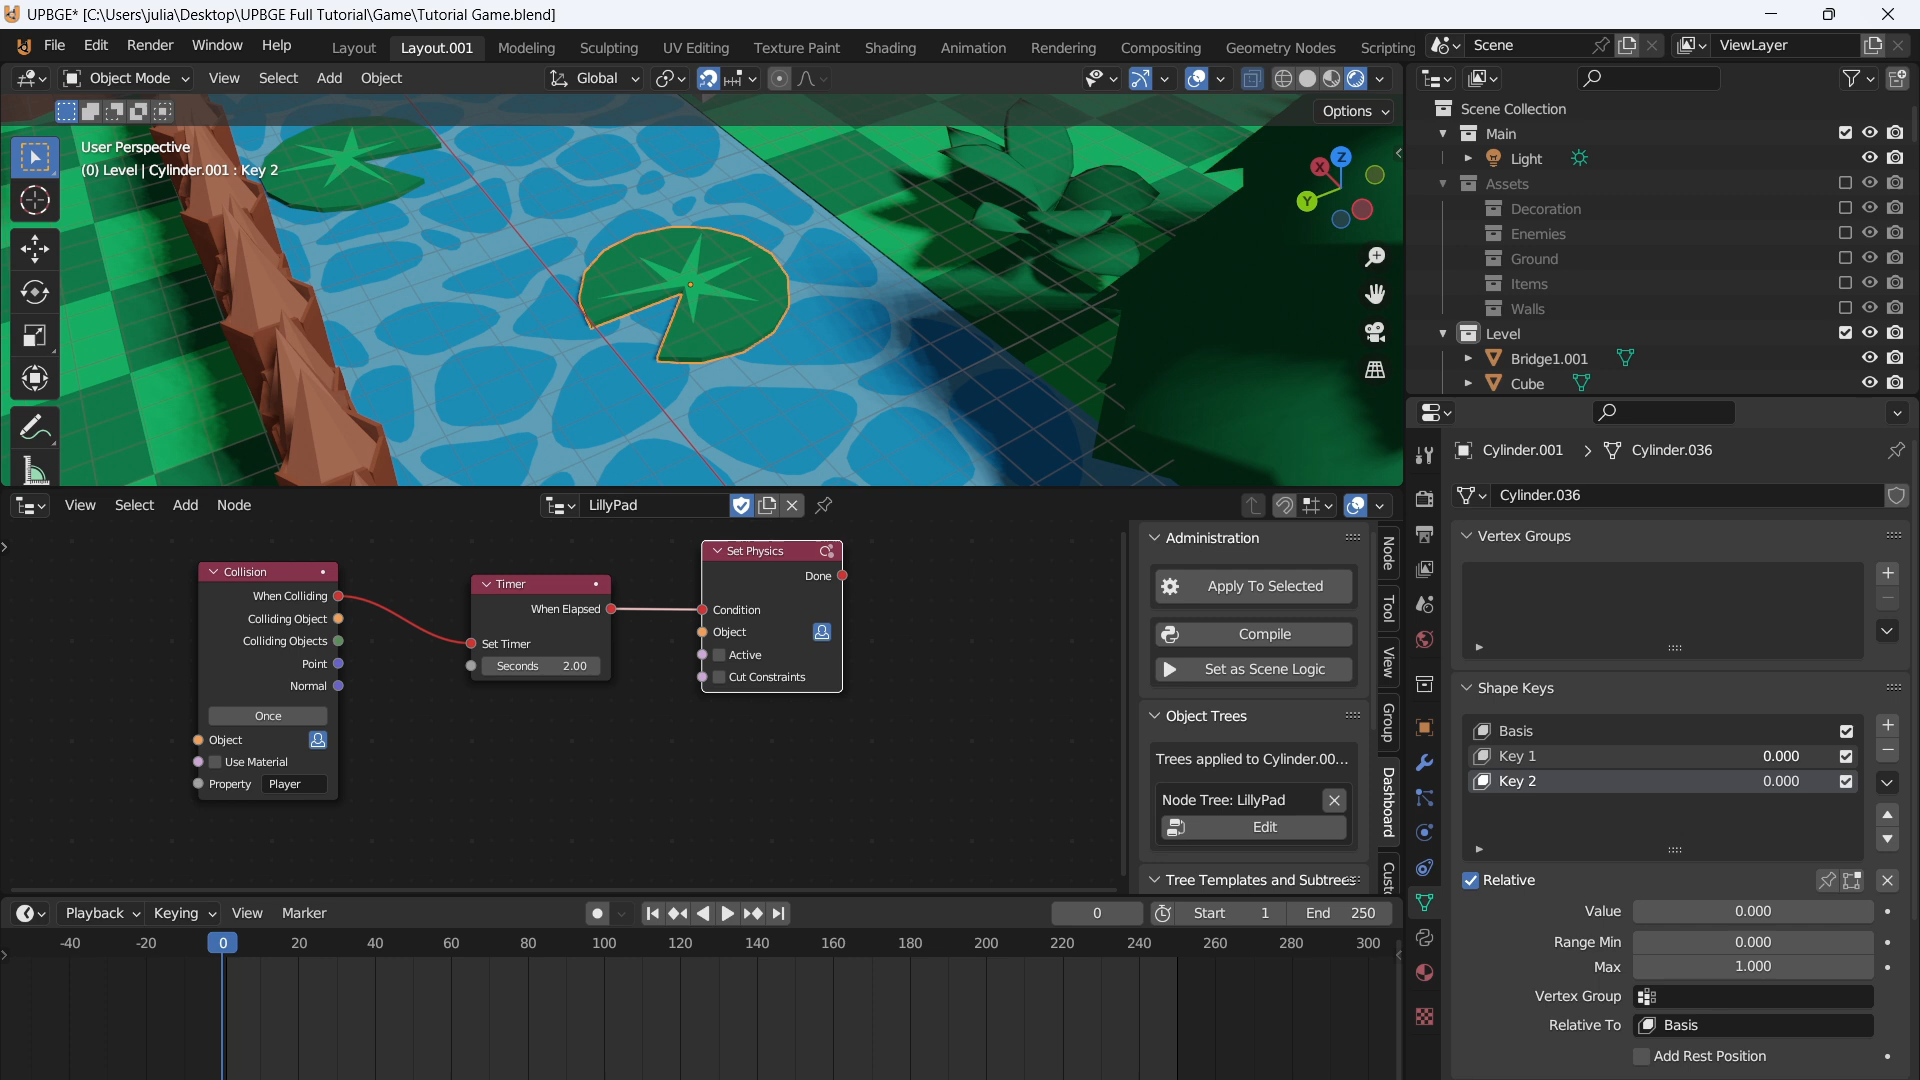 UPBGE* [C:\Users\julia\Desktop\UPBGE Full Tutorial\Game\Tutorial Game.blend]
File Edit Render Window Help Layout Layout.001 Modeling Sculpting UV Editing Texture Paint Shading Animation Rendering Compositing Geometry Nodes Scripting Scene ViewLayer
Object Mode View Select Add Object Global
Options
User Perspective
(0) Level | Cylinder.001 : Key 2
Z
X
Y
Scene Collection
Main
Light
Assets
Decoration
Enemies
Ground
Items
Walls
Level
Bridge1.001
Cube
View Select Add Node LillyPad
Collision
When Colliding
Colliding Object
Colliding Objects
Point
Normal
Once
Object
Use Material
Property Player
Timer
When Elapsed
Set Timer
Seconds 2.00
Set Physics
Done
Condition
Object
Active
Cut Constraints
Administration
Apply To Selected
Compile
Set as Scene Logic
Object Trees
Trees applied to Cylinder.00...
Node Tree: LillyPad
Edit
Tree Templates and Subtrees
Node
Tool
View
Group
Dashboard
Cust
Cylinder.001 > Cylinder.036
Cylinder.036
Vertex Groups
Shape Keys
Basis
Key 1 0.000
Key 2 0.000
Relative
Value 0.000
Range Min 0.000
Max 1.000
Vertex Group
Relative To Basis
Add Rest Position
Playback Keying View Marker 0 Start 1 End 250
-40 -20 0 20 40 60 80 100 120 140 160 180 200 220 240 260 280 300